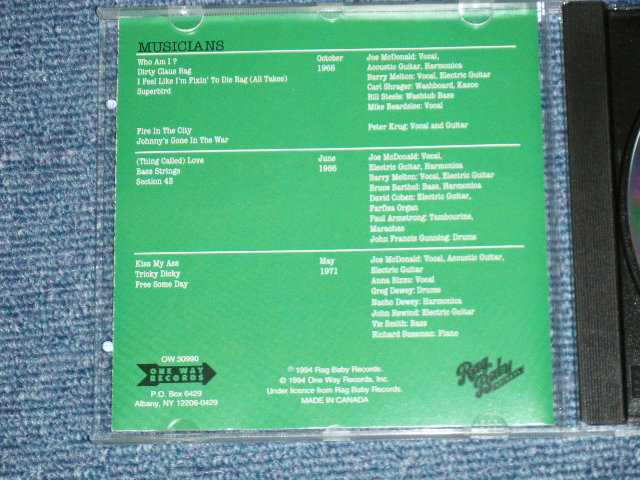 MUSICIANS
Who Am I ?
Dirty Claus Rag
I Feel Like I'm Fixin' To Die Rag (All Takes)
Superbird
October
1965
Joe McDonald: Vocal,
Acoustic Guitar, Harmonica
Barry Melton: Vocal, Electric Guitar
Carl Shrager: Washboard, Kazoo
Bill Steele: Washtub Bass
Mike Beardslee: Vocal
Fire In The City
Johnny's Gone In The War
Peter Krug: Vocal and Guitar
(Thing Called) Love
Bass Strings
Section 43
June
1966
Joe McDonald: Vocal,
Electric Guitar, Harmonica
Barry Melton: Vocal, Electric Guitar
Bruce Barthol: Bass, Harmonica
David Cohen: Electric Guitar,
Farfisa Organ
Paul Armstrong: Tambourine,
Marachas
John Francis Gunning: Drums
Kiss My Ass
Tricky Dicky
Free Some Day
May
1971
Joe McDonald: Vocal, Acoustic Guitar,
Electric Guitar
Anna Rizzo: Vocal
Greg Dewey: Drums
Nacho Dewey: Harmonica
John Rewind: Electric Guitar
Vic Smith: Bass
Richard Sussman: Piano
OW 30990
ONE WAY
RECORDS
P.O. Box 6429
Albany, NY 12206-0429
℗ 1994 Rag Baby Records.
© 1994 One Way Records, Inc.
Under licence from Rag Baby Records.
MADE IN CANADA
Rag
Baby